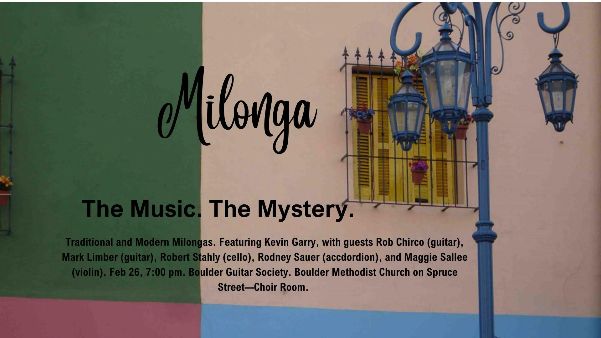 Milonga
The Music. The Mystery.
Traditional and Modern Milongas. Featuring Kevin Garry, with guests Rob Chirco (guitar),
Mark Limber (guitar), Robert Stahly (cello), Rodney Sauer (accdordion), and Maggie Sallee
(violin). Feb 26, 7:00 pm. Boulder Guitar Society. Boulder Methodist Church on Spruce
Street—Choir Room.